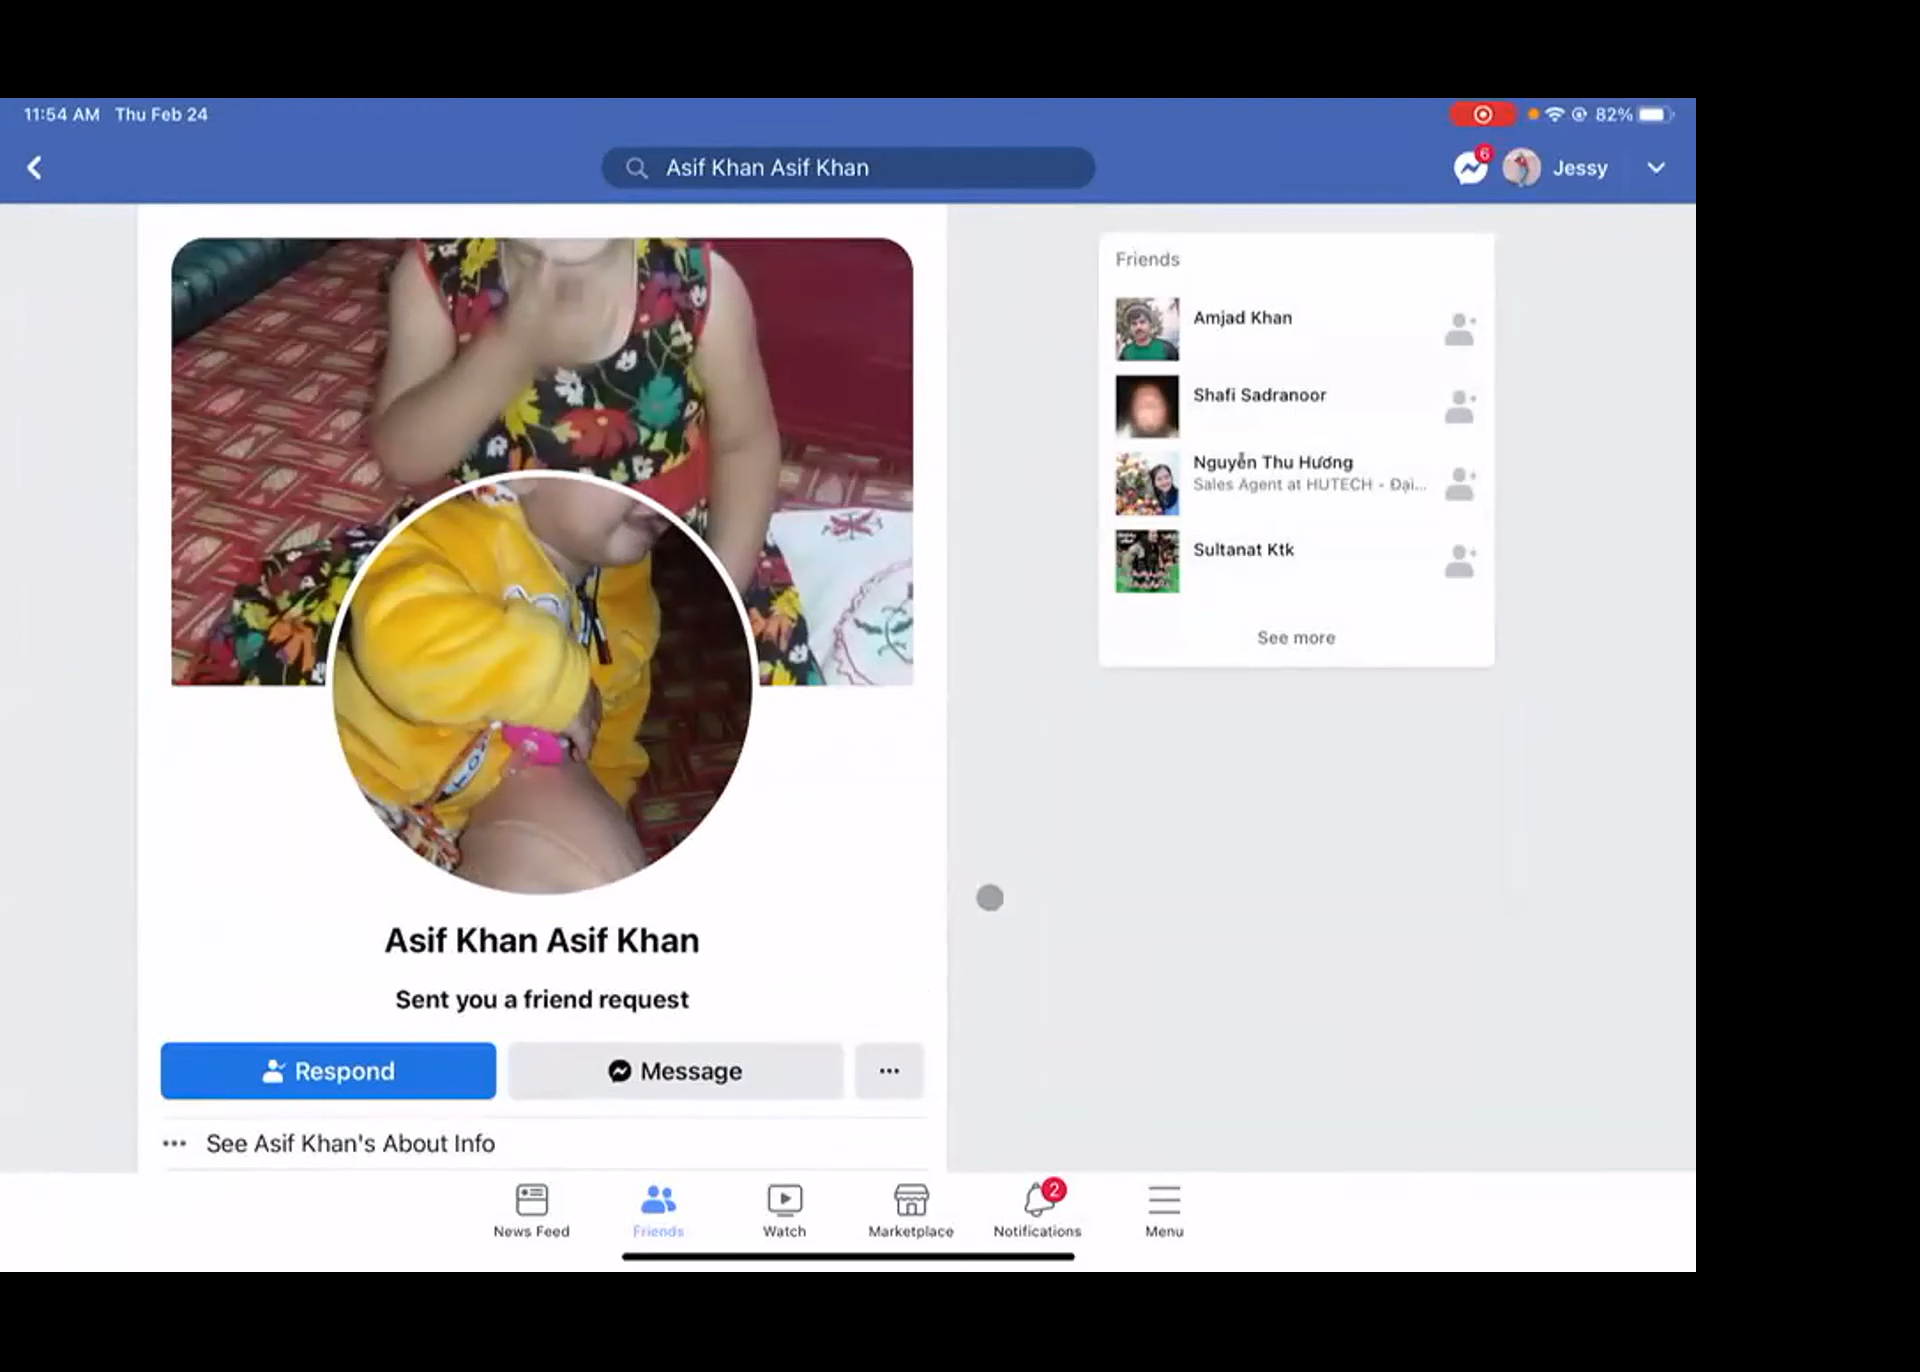 11:54 AM Thu Feb 24
82%
Asif Khan Asif Khan
6
Jessy
Friends
Amjad Khan
Shafi Sadranoor
Nguyễn Thu Hương
Sales Agent at HUTECH - Đại...
Sultanat Ktk
See more
Asif Khan Asif Khan
Sent you a friend request
Respond
Message
...
... See Asif Khan's About Info
2
News Feed Friends Watch Marketplace Notifications Menu